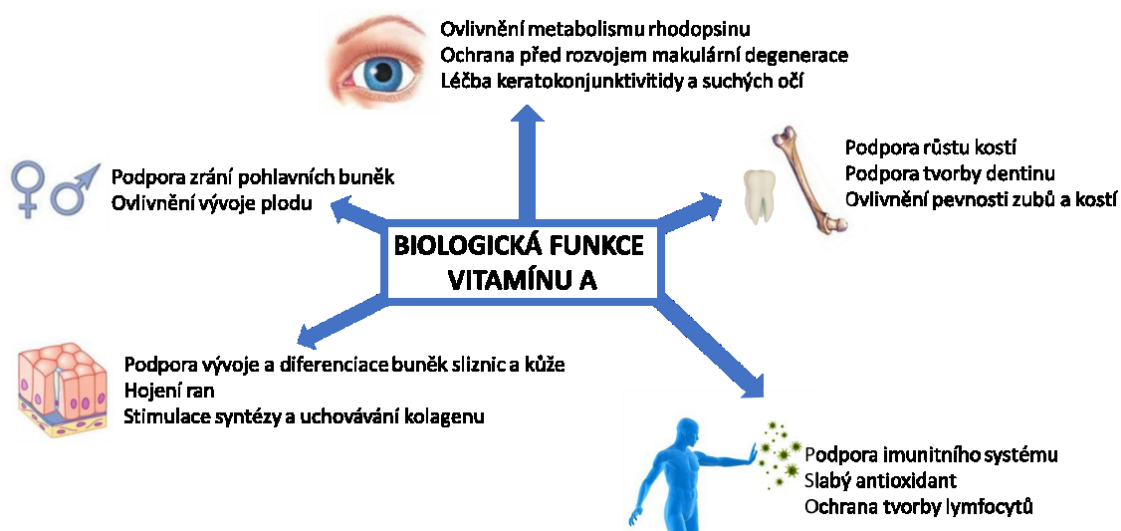 Ovlivnění metabolismu rhodopsinu
Ochrana před rozvojem makulární degenerace
Léčba keratokonjunktivitidy a suchých očí
Podpora růstu kostí
Podpora tvorby dentinu
Ovlivnění pevnosti zubů a kostí
Podpora zrání pohlavních buněk
Ovlivnění vývoje plodu
BIOLOGICKÁ FUNKCE
VITAMÍNU A
Podpora vývoje a diferenciace buněk sliznic a kůže
Hojení ran
Stimulace syntézy a uchovávání kolagenu
Podpora imunitního systému
Slabý antioxidant
Ochrana tvorby lymfocytů